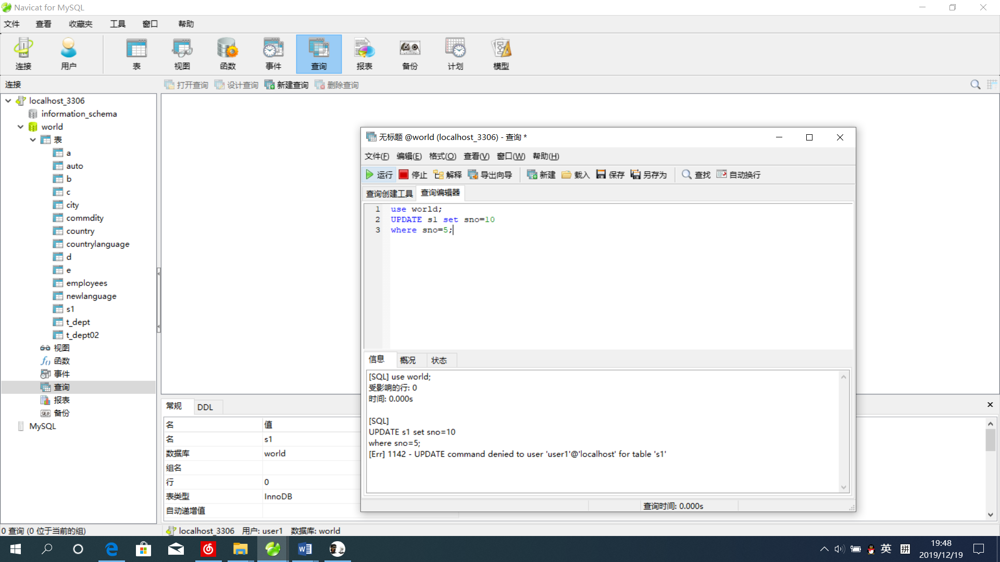 Navicat for MySQL
文件 查看 收藏夹 工具 窗口 帮助
连接 用户 表 视图 函数 事件 查询 报表 备份 计划 模型
连接
打开查询 设计查询 新建查询 删除查询
localhost_3306
information_schema
world
表
a
auto
b
c
city
commdity
country
countrylanguage
d
e
employees
newlanguage
s1
t_dept
t_dept02
视图
函数
事件
查询
报表
备份
MySQL
无标题 @world (localhost_3306) - 查询 *
文件(F) 编辑(E) 格式(O) 查看(V) 窗口(W) 帮助(H)
运行 停止 解释 导出向导 新建 载入 保存 另存为 查找 自动换行
查询创建工具 查询编辑器
1 use world;
2 UPDATE s1 set sno=10
3 where sno=5;
信息 概况 状态
[SQL] use world;
受影响的行: 0
时间: 0.000s
[SQL]
UPDATE s1 set sno=10
where sno=5;
[Err] 1142 - UPDATE command denied to user 'user1'@'localhost' for table 's1'
查询时间: 0.000s
常规 DDL
名 值
名 s1
数据库 world
组名
行 0
表类型 InnoDB
自动递增值
0 查询 (0 位于当前的组) localhost_3306 用户: user1 数据库: world
英 拼
19:48
2019/12/19